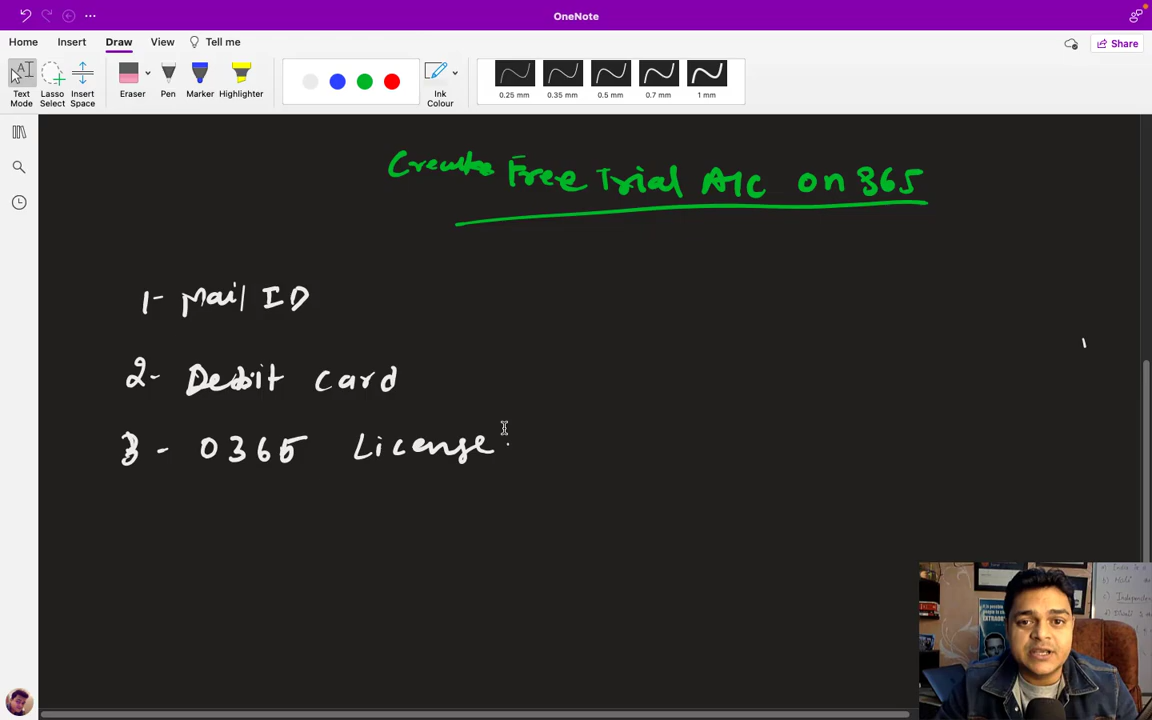 OneNote
Home Insert Draw View Tell me
Share
Text Mode
Lasso Select
Insert Space
Eraser
Pen
Marker
Highlighter
Ink Colour
0.25 mm 0.35 mm 0.5 mm 0.7 mm 1 mm
Create Free Trial A/C on 365
1- Mail ID
2- Debit Card
3 - O365 License